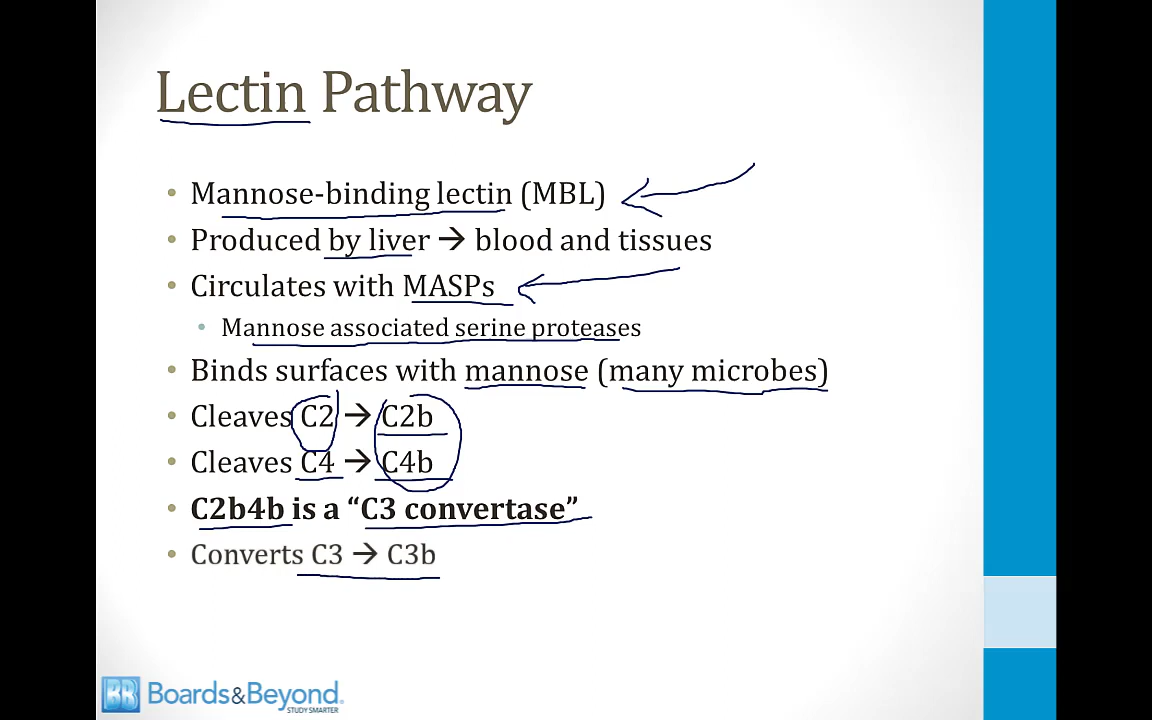 Lectin Pathway
• Mannose-binding lectin (MBL)
• Produced by liver → blood and tissues
• Circulates with MASPs
• Mannose associated serine proteases
• Binds surfaces with mannose (many microbes)
• Cleaves C2 → C2b
• Cleaves C4 → C4b
• C2b4b is a “C3 convertase”
• Converts C3 → C3b
BB Boards&Beyond.
STUDY SMARTER